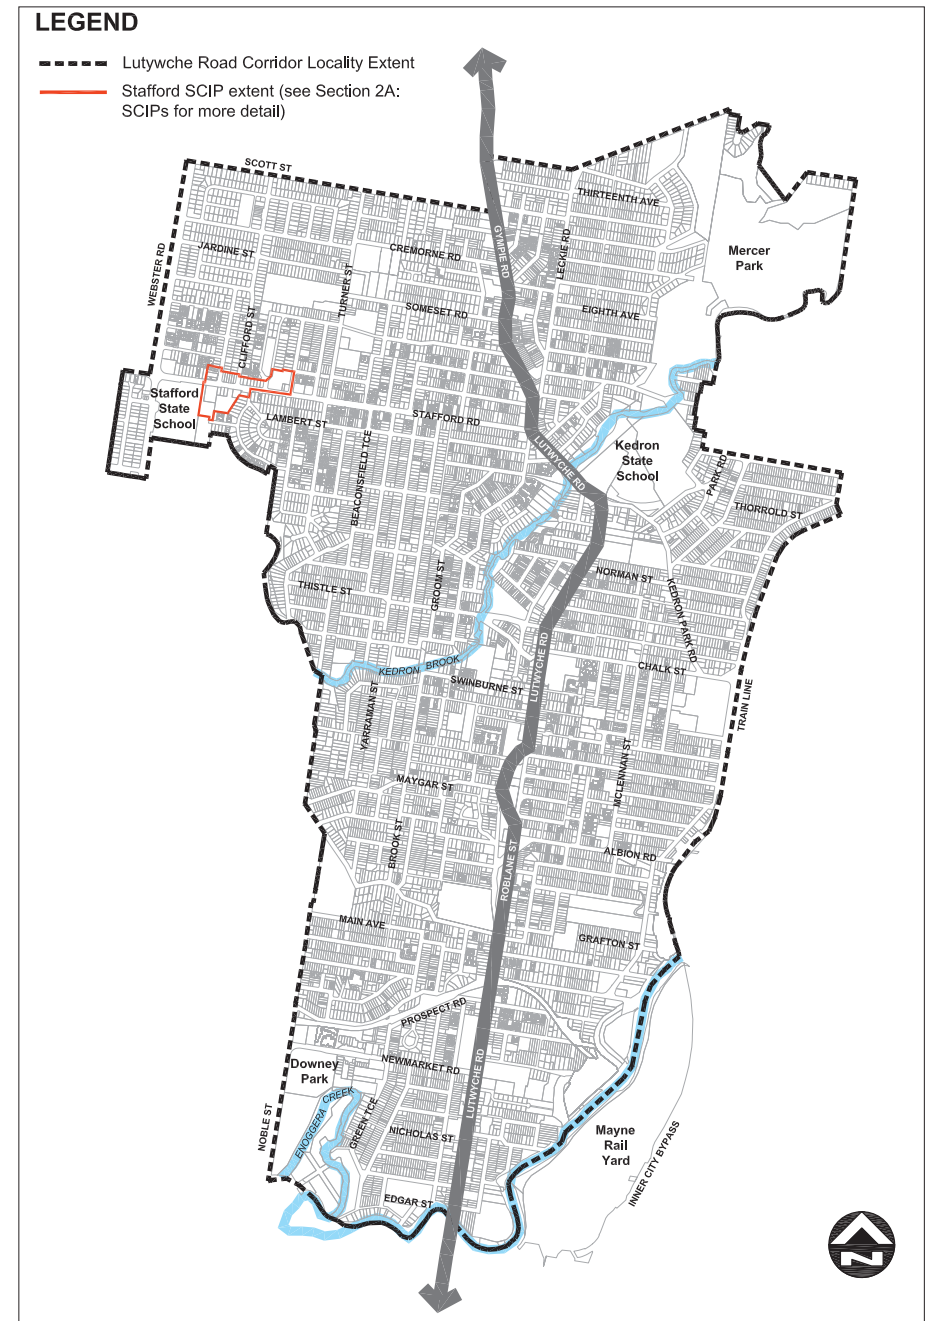 LEGEND
Lutywche Road Corridor Locality Extent
Stafford SCIP extent (see Section 2A:
SCIPs for more detail)
SCOTT ST
THIRTEENTH AVE
GYMPIE RD
LECKIE RD
WEBSTER RD
JARDINE ST
CREMORNE RD
Mercer
Park
TURNER ST
SOMESET RD
EIGHTH AVE
CLIFFORD ST
Stafford
State
School
LAMBERT ST
STAFFORD RD
BEACONSFIELD TCE
LUTWYCHE RD
Kedron
State
School
PARK RD
THORROLD ST
THISTLE ST
GROOM ST
NORMAN ST
KEDRON PARK RD
KEDRON BROOK
LUTWYCHE RD
CHALK ST
SWINBURNE ST
YARRAMAN ST
TRAIN LINE
MCLENNAN ST
MAYGAR ST
BROOK ST
ROBLANE ST
ALBION RD
MAIN AVE
GRAFTON ST
PROSPECT RD
Downey
Park
NEWMARKET RD
LUTWYCHE RD
ENOGGERA CREEK
GREEN TCE
NOBLE ST
NICHOLAS ST
Mayne
Rail
Yard
INNER CITY BYPASS
EDGAR ST
N